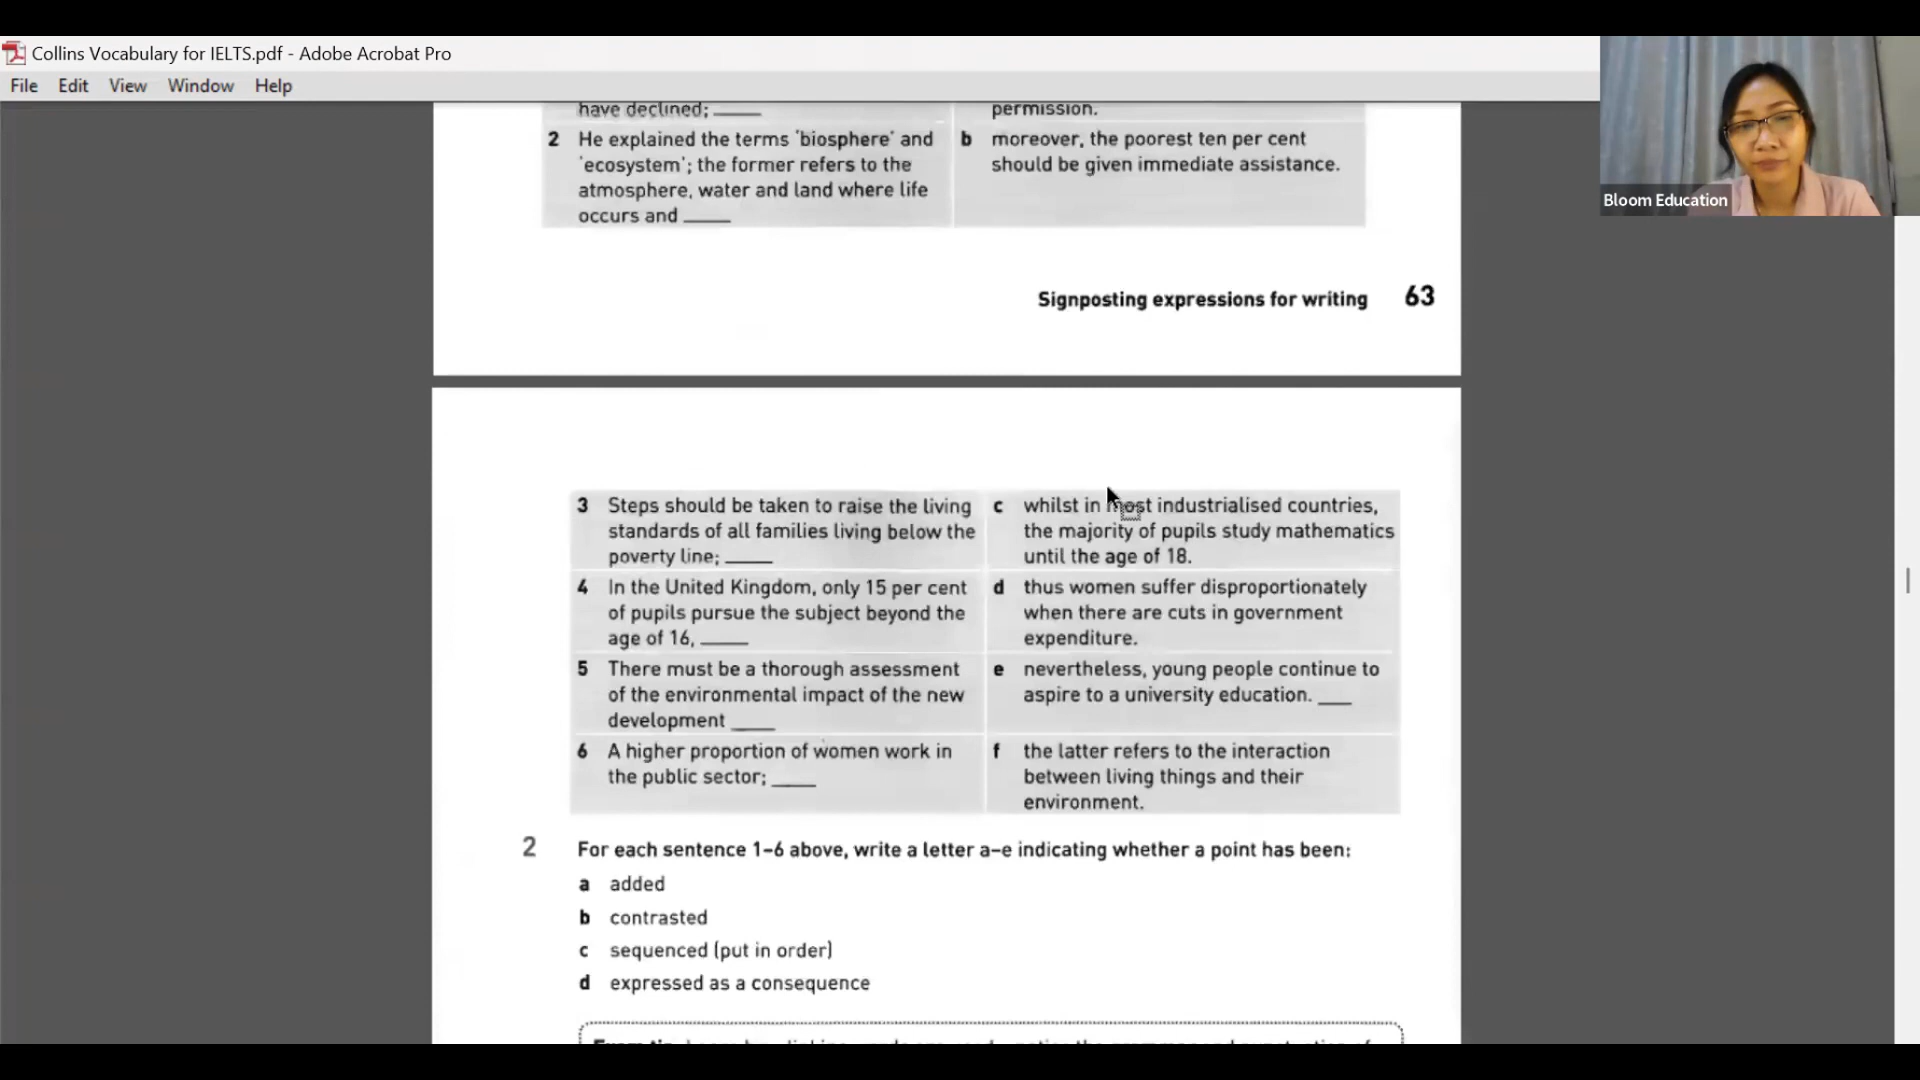 Collins Vocabulary for IELTS.pdf - Adobe Acrobat Pro
File Edit View Window Help
Bloom Education
have declined; ____
permission.
2 He explained the terms 'biosphere' and
'ecosystem'; the former refers to the
atmosphere, water and land where life
occurs and ____
b moreover, the poorest ten per cent
should be given immediate assistance.
Signposting expressions for writing 63
3 Steps should be taken to raise the living
standards of all families living below the
poverty line; ____
c whilst in most industrialised countries,
the majority of pupils study mathematics
until the age of 18.
4 In the United Kingdom, only 15 per cent
of pupils pursue the subject beyond the
age of 16, ____
d thus women suffer disproportionately
when there are cuts in government
expenditure.
5 There must be a thorough assessment
of the environmental impact of the new
development ____
e nevertheless, young people continue to
aspire to a university education. ____
6 A higher proportion of women work in
the public sector; ____
f the latter refers to the interaction
between living things and their
environment.
2 For each sentence 1–6 above, write a letter a–e indicating whether a point has been:
a added
b contrasted
c sequenced (put in order)
d expressed as a consequence